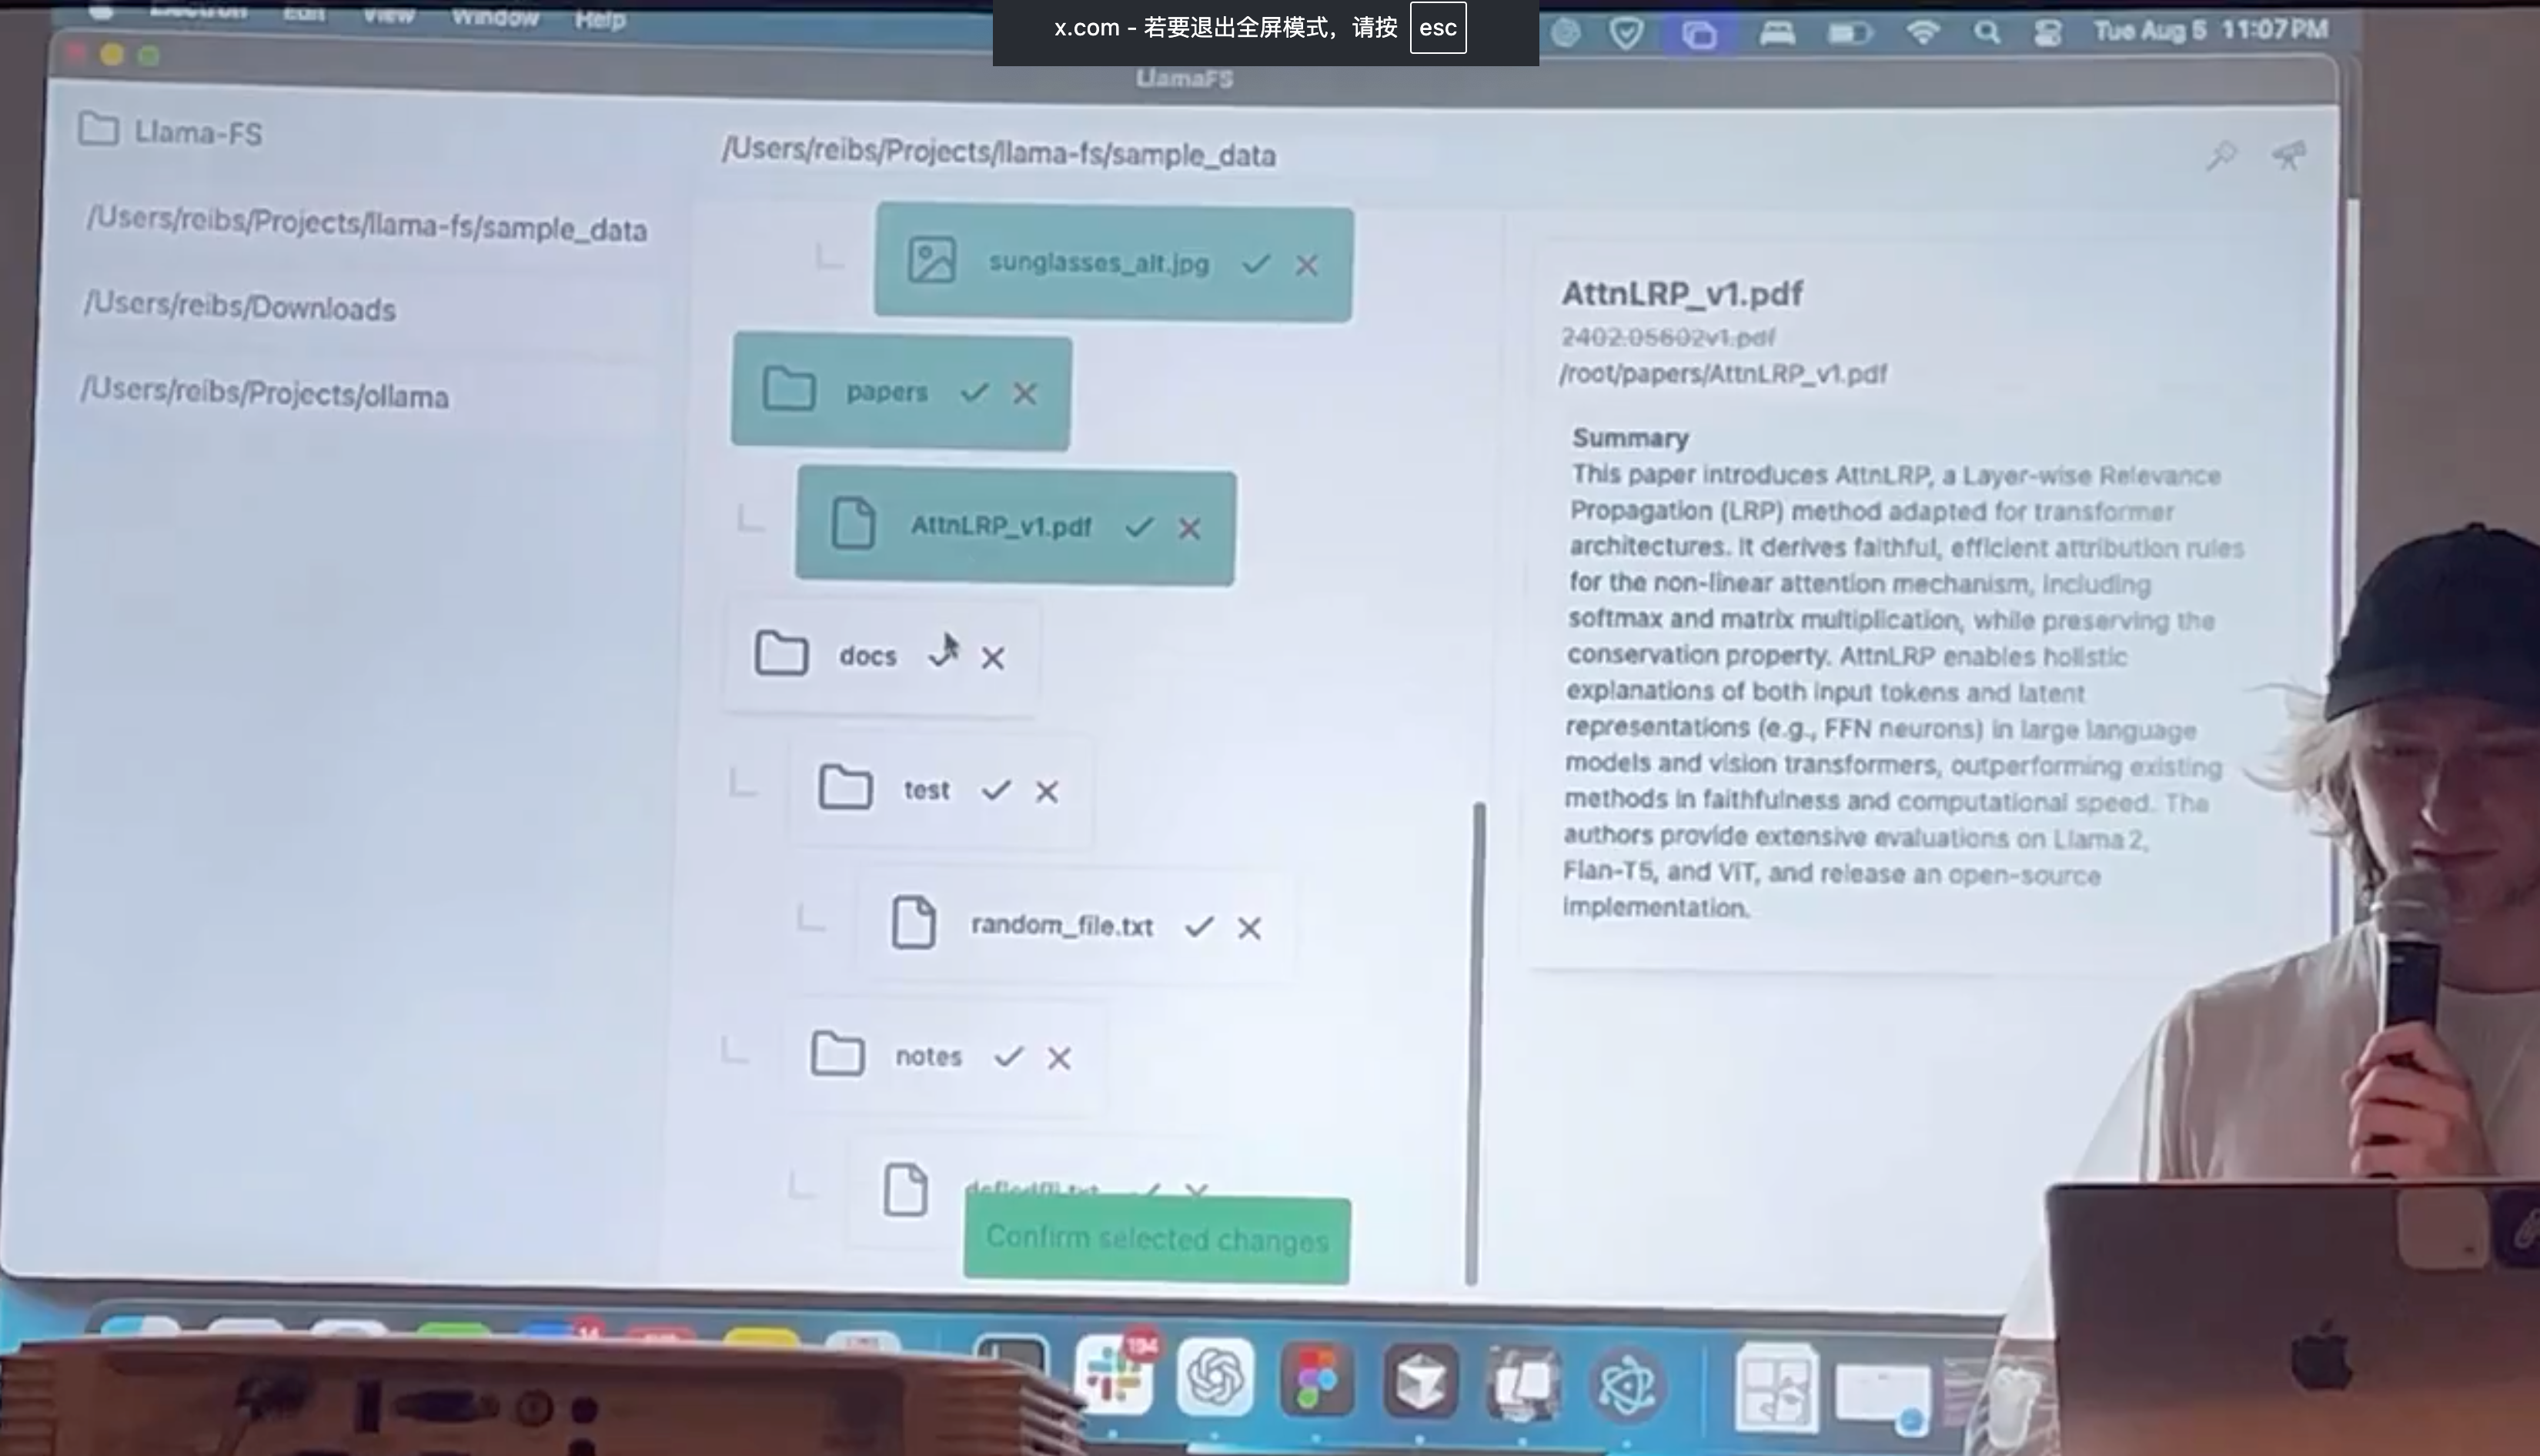 x.com - 若要退出全屏模式，请按 esc
Electron Edit View Window Help
Tue Aug 5 11:07PM
LlamaFS
Llama-FS
/Users/reibs/Projects/llama-fs/sample_data
/Users/reibs/Downloads
/Users/reibs/Projects/ollama
/Users/reibs/Projects/llama-fs/sample_data
sunglasses_alt.jpg
papers
AttnLRP_v1.pdf
docs
test
random_file.txt
notes
Confirm selected changes
AttnLRP_v1.pdf
2402.05602v1.pdf
/root/papers/AttnLRP_v1.pdf
Summary
This paper introduces AttnLRP, a Layer-wise Relevance
Propagation (LRP) method adapted for transformer
architectures. It derives faithful, efficient attribution rules
for the non-linear attention mechanism, including
softmax and matrix multiplication, while preserving the
conservation property. AttnLRP enables holistic
explanations of both input tokens and latent
representations (e.g., FFN neurons) in large language
models and vision transformers, outperforming existing
methods in faithfulness and computational speed. The
authors provide extensive evaluations on Llama 2,
Flan-T5, and ViT, and release an open-source
implementation.
14
194